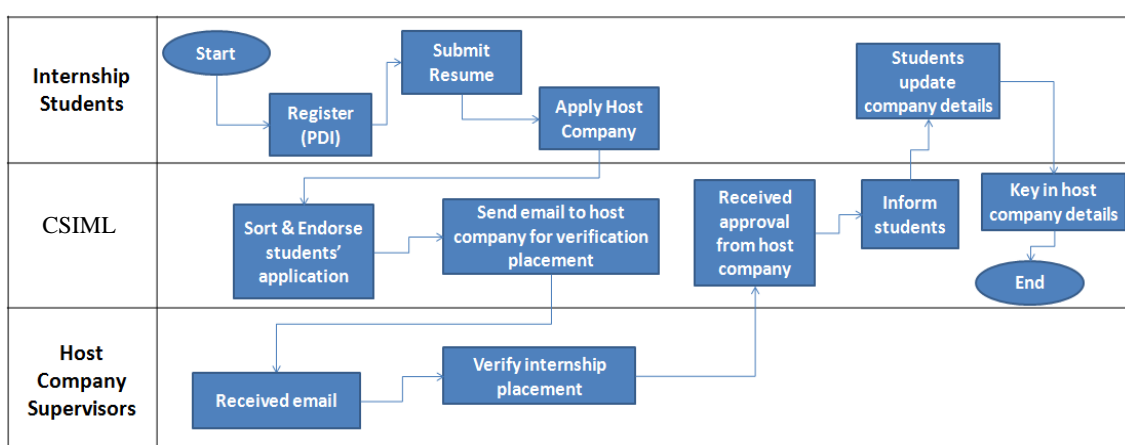 Internship
Students
Start
Register
(PDI)
Submit
Resume
Apply Host
Company
Students
update
company details
CSIML
Sort & Endorse
students'
application
Send email to host
company for verification
placement
Received
approval
from host
company
Inform
students
Key in host
company details
End
Host
Company
Supervisors
Received email
Verify internship
placement